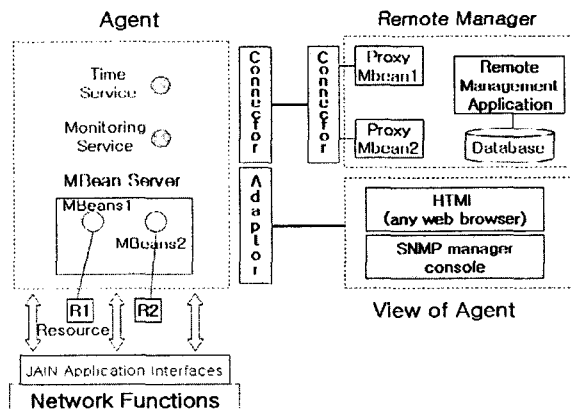 Agent
Time
Service
Monitoring
Service
MBean Server
MBeans1
MBeans2
R1
R2
Resource
JAIN Application Interfaces
Network Functions
Connector
Connector
Adaptor
Remote Manager
Proxy
Mbean1
Proxy
Mbean2
Remote
Management
Application
Database
HTMl
(any web browser)
SNMP manager
console
View of Agent